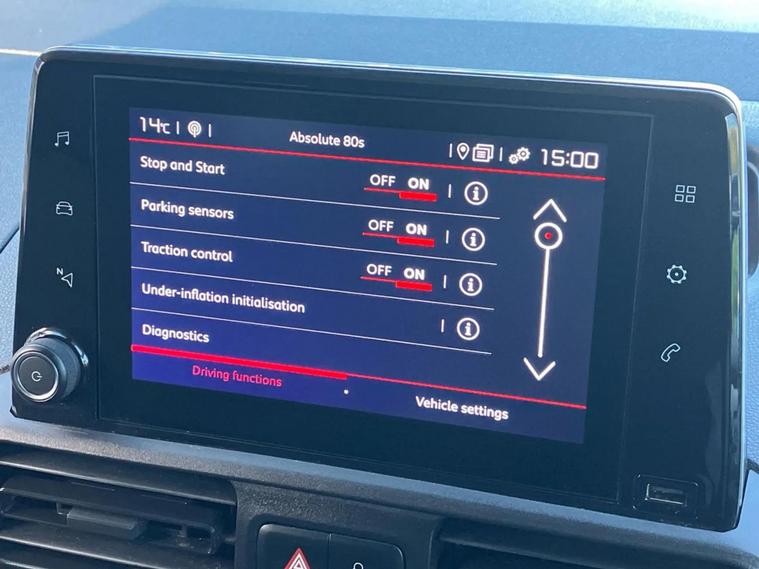 14°C Absolute 80s 15:00
Stop and Start OFF ON
Parking sensors OFF ON
Traction control OFF ON
Under-inflation initialisation
Diagnostics
Driving functions Vehicle settings
N